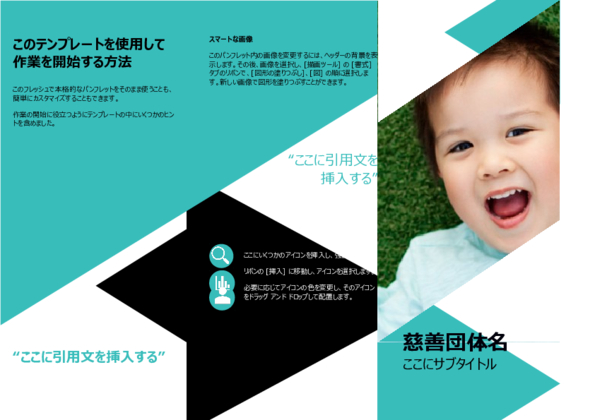 このテンプレートを使用して
作業を開始する方法
このフレッシュで本格的なパンフレットをそのまま使うことも、
簡単にカスタマイズすることもできます。
作業の開始に役立つようにテンプレートの中にいくつかのヒン
トを含めました。
“ここに引用文を挿入する”
スマートな画像
このパンフレット内の画像を変更するには、ヘッダーの背景を表
示します。その後、画像を選択し、[描画ツール] の [書式]
タブのリボンで、[図形の塗りつぶし]、[図] の順に選択しま
す。新しい画像で図形を塗りつぶすことができます。
“ここに引用文を
挿入する”
ここにいくつかのアイコンを挿入し、
リボンの [挿入] に移動し、アイコンを選択します
必要に応じてアイコンの色を変更し、そのアイコン
をドラッグ アンド ドロップして配置します。
慈善団体名
ここにサブタイトル